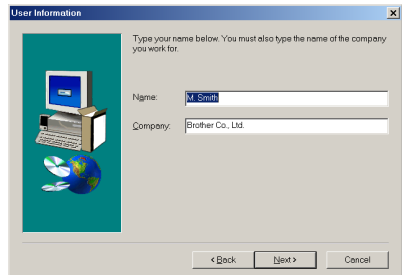 User Information
Type your name below. You must also type the name of the company
you work for.
Name:
M. Smith
Company:
Brother Co., Ltd.
< Back
Next >
Cancel